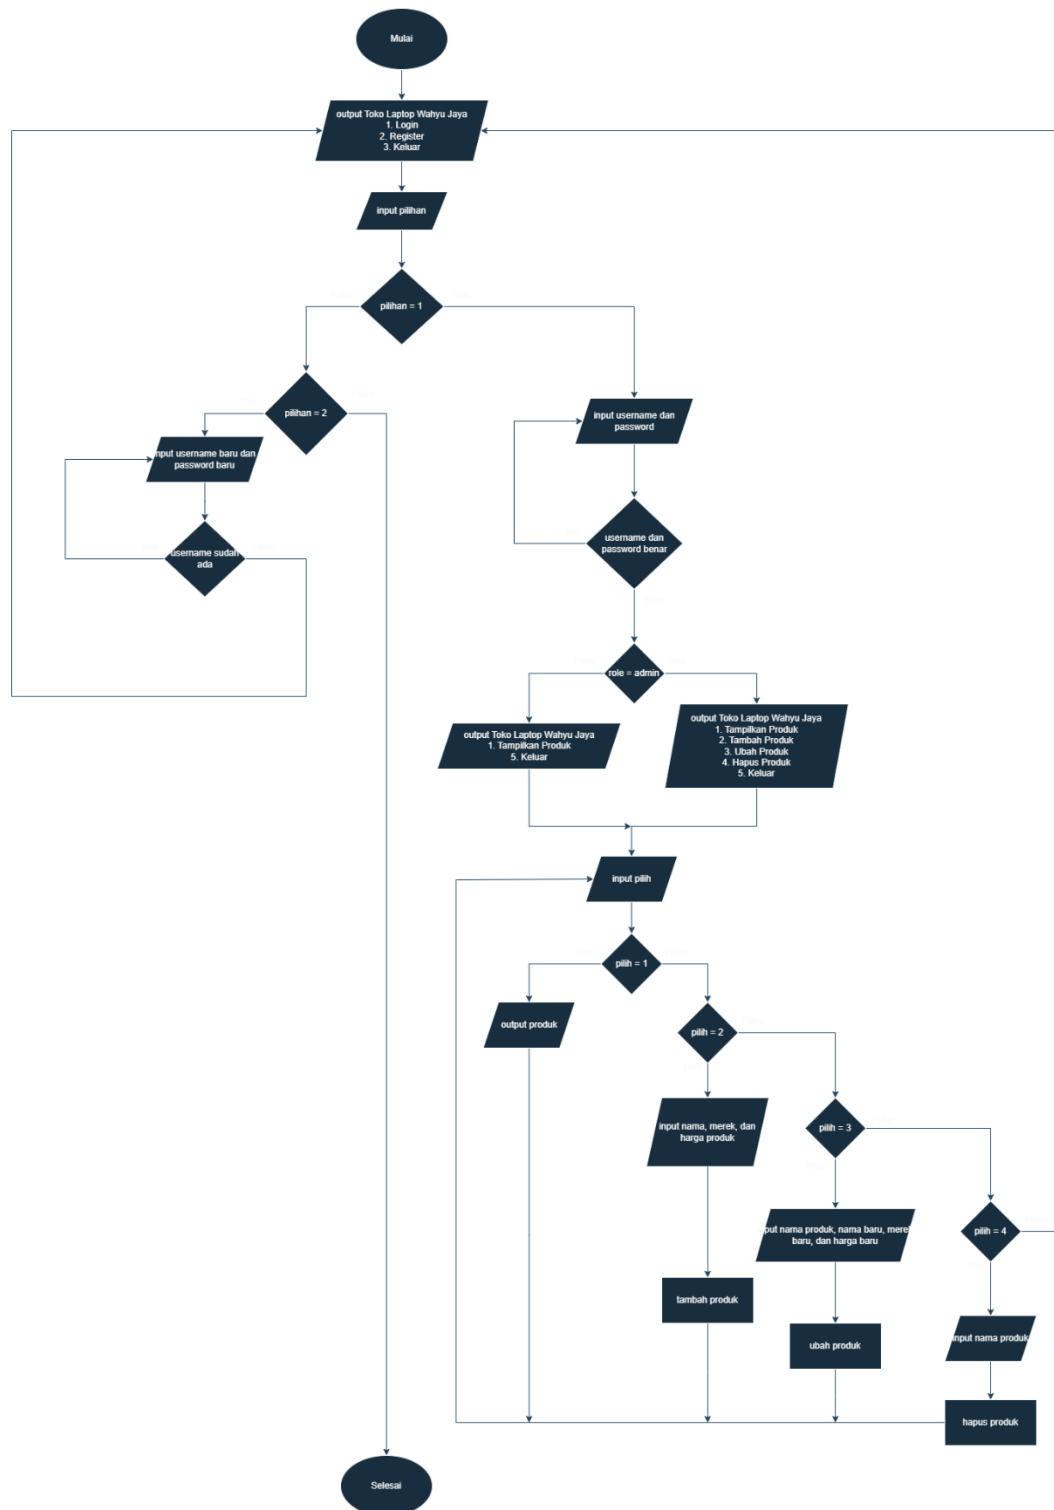 Mulai
output Toko Laptop Wahyu Jaya
1. Login
2. Register
3. Keluar
input pilihan
pilihan = 1
pilihan = 2
input username dan
password
nput username baru dan
password baru
username dan
password benar
username sudah
ada
role = admin
output Toko Laptop Wahyu Jaya
1. Tampilkan Produk
5. Keluar
output Toko Laptop Wahyu Jaya
1. Tampilkan Produk
2. Tambah Produk
3. Ubah Produk
4. Hapus Produk
5. Keluar
input pilih
pilih = 1
output produk
pilih = 2
input nama, merek, dan
harga produk
pilih = 3
put nama produk, nama baru, merek
baru, dan harga baru
pilih = 4
tambah produk
ubah produk
input nama produk
hapus produk
Selesai